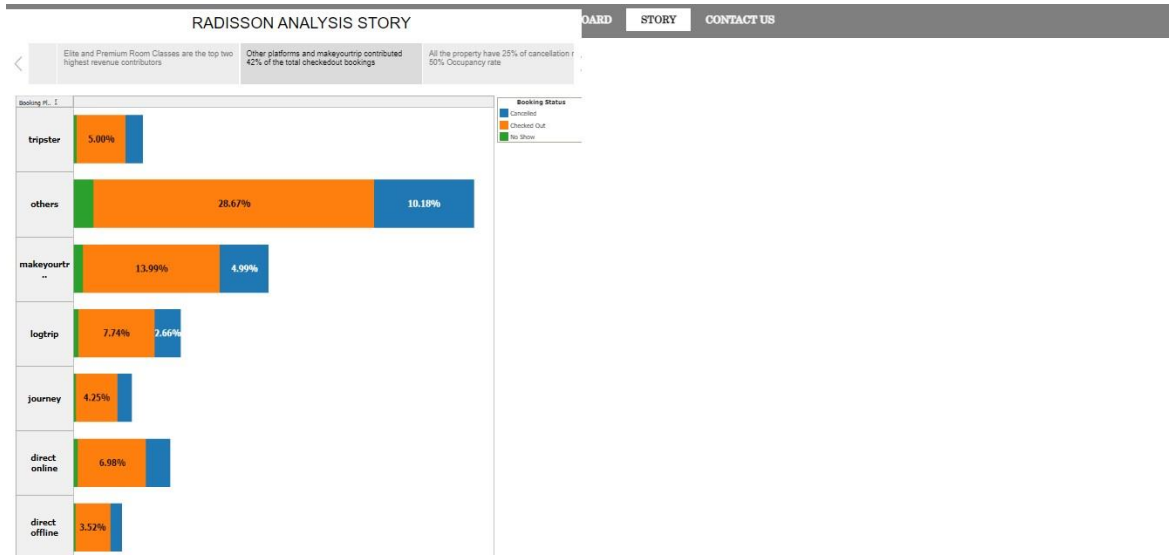 RADISSON ANALYSIS STORY
OARD STORY CONTACT US
Elite and Premium Room Classes are the top two
highest revenue contributors
Other platforms and makeyourtrip contributed
42% of the total checkedout bookings
All the property have 25% of cancellation r
50% Occupancy rate
Booking Pl..
Booking Status
Cancelled
Checked Out
No Show
tripster 5.00%
others 28.67% 10.18%
makeyourtr
..
13.99% 4.99%
logtrip 7.74% 2.66%
journey 4.25%
direct
online
6.98%
direct
offline
3.52%